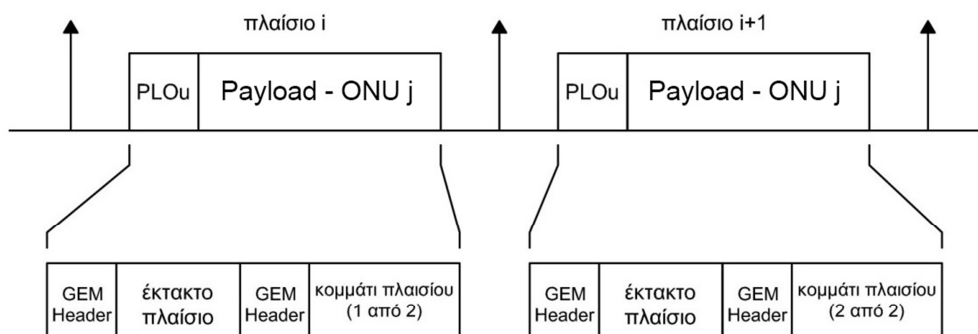 πλαίσιο i
πλαίσιο i+1
PLOu
Payload - ONU j
PLOu
Payload - ONU j
GEM
Header
έκτακτο
πλαίσιο
GEM
Header
κομμάτι πλαισίου
(1 από 2)
GEM
Header
έκτακτο
πλαίσιο
GEM
Header
κομμάτι πλαισίου
(2 από 2)